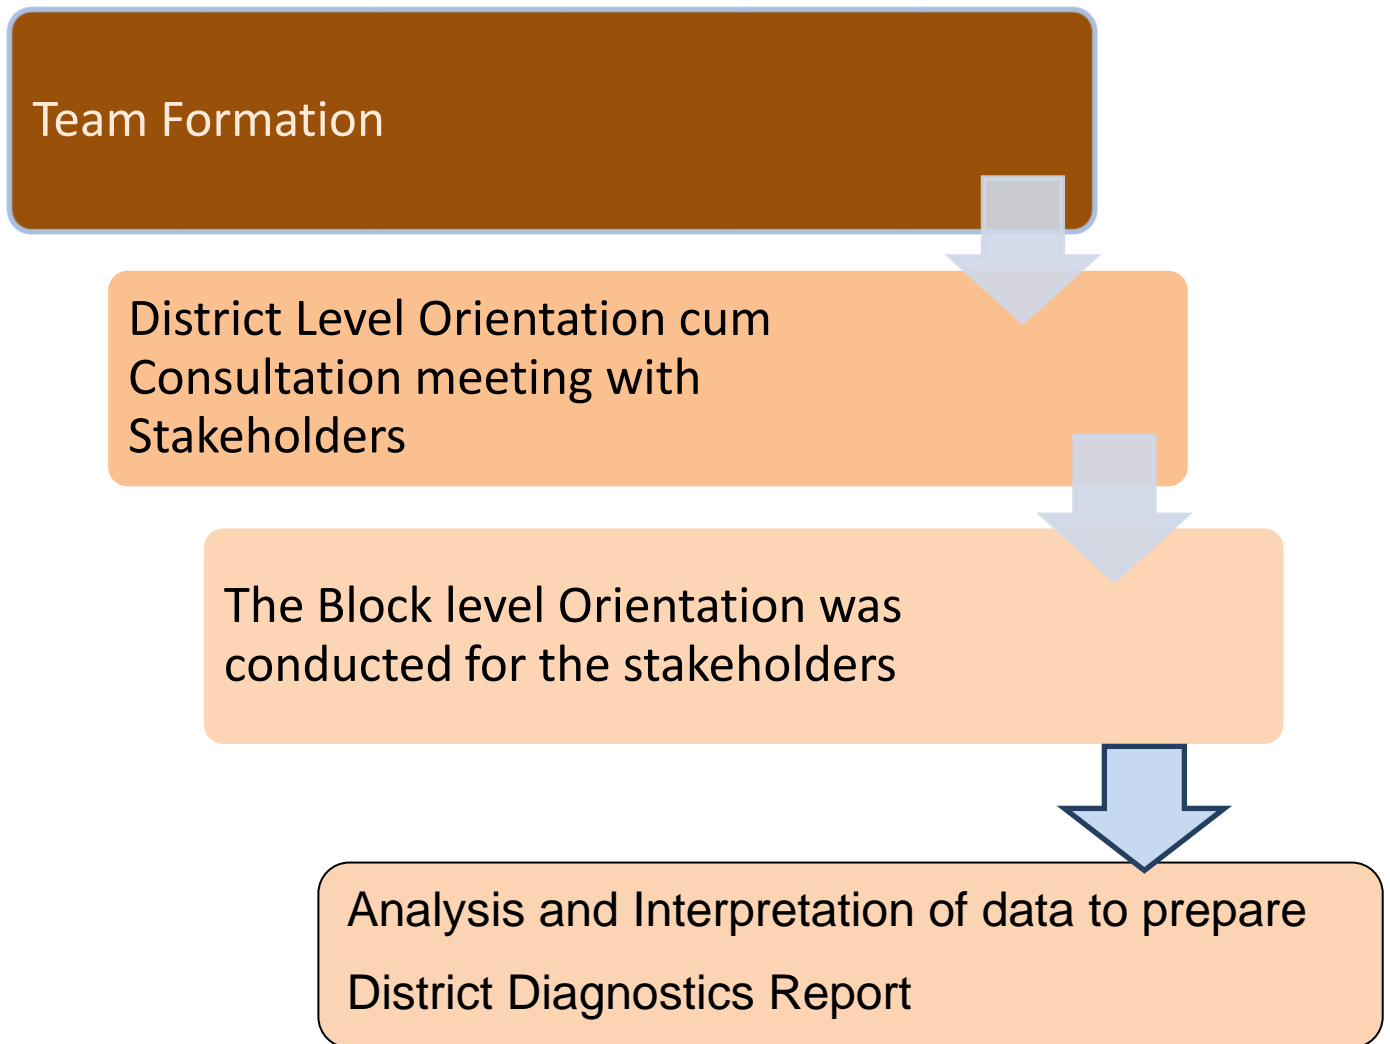 Team Formation
District Level Orientation cum
Consultation meeting with
Stakeholders
The Block level Orientation was
conducted for the stakeholders
Analysis and Interpretation of data to prepare
District Diagnostics Report